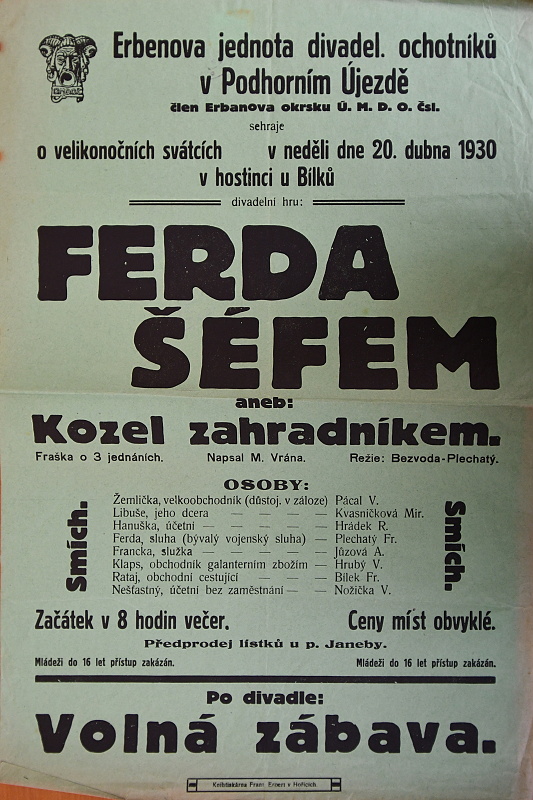 Erbenova jednota divadel. ochotníků
v Podhorním Újezdě
člen Erbanova okrsku Ú. M. D. O. čsl.
sehraje
o velikonočních svátcích v neděli dne 20. dubna 1930
v hostinci u Bílků
divadelní hru:
FERDA
ŠÉFEM
aneb:
Kozel zahradníkem.
Fraška o 3 jednáních. Napsal M. Vrána. Režie: Bezvoda-Plechatý.
OSOBY:
Žemlička, velkoobchodník (důstoj. v záloze) Pácal V.
Libuše, jeho dcera — — — — — Kvasničková Mir.
Hanuška, účetní — — — — — — Hrádek R.
Ferda, sluha (bývalý vojenský sluha) — Plechatý Fr.
Francka, služka — — — — — — Jůzová A.
Klaps, obchodník galanterním zbožím — Hrubý V.
Rataj, obchodní cestující — — — — Bílek Fr.
Nešťastný, účetní bez zaměstnání — — Nožička V.
Smích.
Smích.
Začátek v 8 hodin večer. Ceny míst obvyklé.
Předprodej lístků u p. Janeby.
Mládeži do 16 let přístup zakázán. Mládeži do 16 let přístup zakázán.
Po divadle:
Volná zábava.
Knihtiskárna Frant. Erbem v Hořicích.